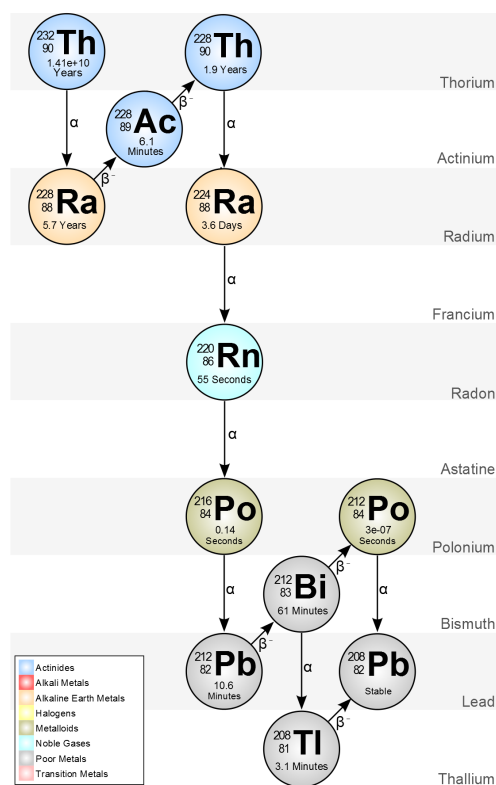 232
90
Th
1.41e+10
Years
228
90
Th
1.9 Years
Thorium
α
β⁻
228
89
Ac
6.1
Minutes
α
Actinium
β⁻
228
88
Ra
5.7 Years
224
88
Ra
3.6 Days
Radium
α
Francium
220
86
Rn
55 Seconds
Radon
α
Astatine
216
84
Po
0.14
Seconds
212
84
Po
3e-07
Seconds
Polonium
α
β⁻
212
83
Bi
61 Minutes
α
Bismuth
β⁻
212
82
Pb
10.6
Minutes
α
208
82
Pb
Stable
Lead
β⁻
208
81
Tl
3.1 Minutes
Thallium
Actinides
Alkali Metals
Alkaline Earth Metals
Halogens
Metalloids
Noble Gases
Poor Metals
Transition Metals